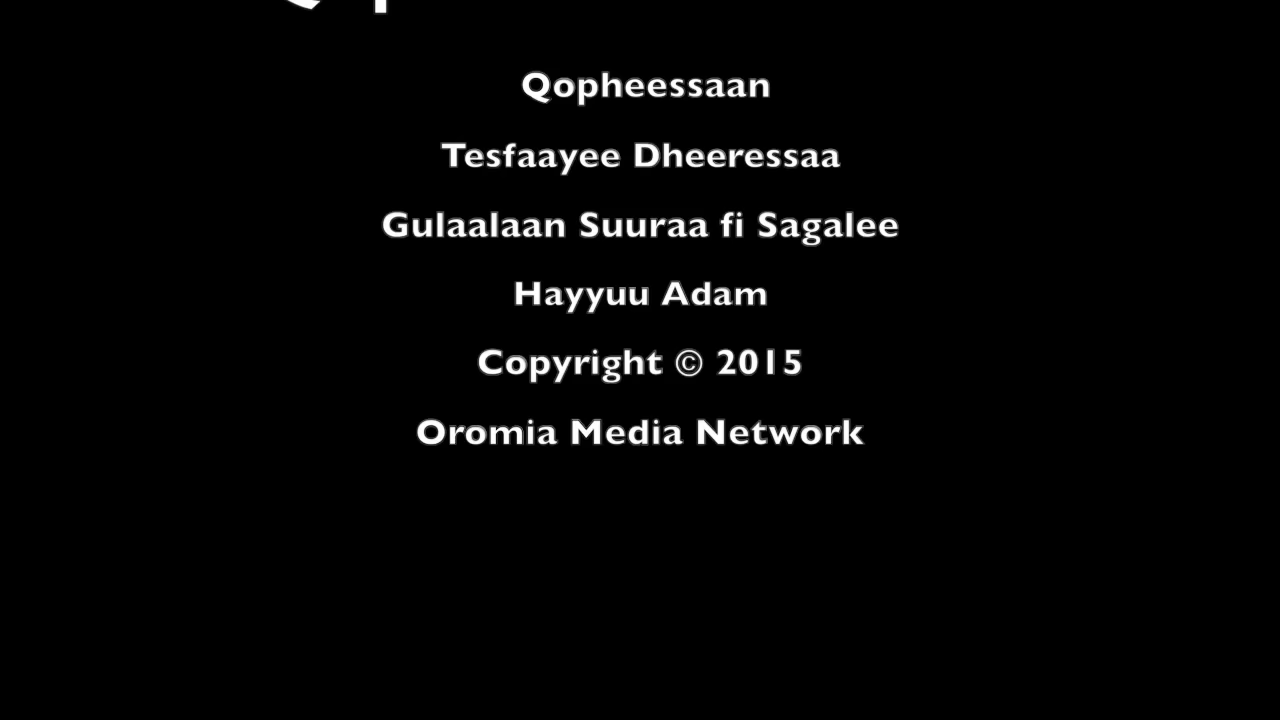 Qopheessaan
Tesfaayee Dheeressaa
Gulaalaan Suuraa fi Sagalee
Hayyuu Adam
Copyright © 2015
Oromia Media Network